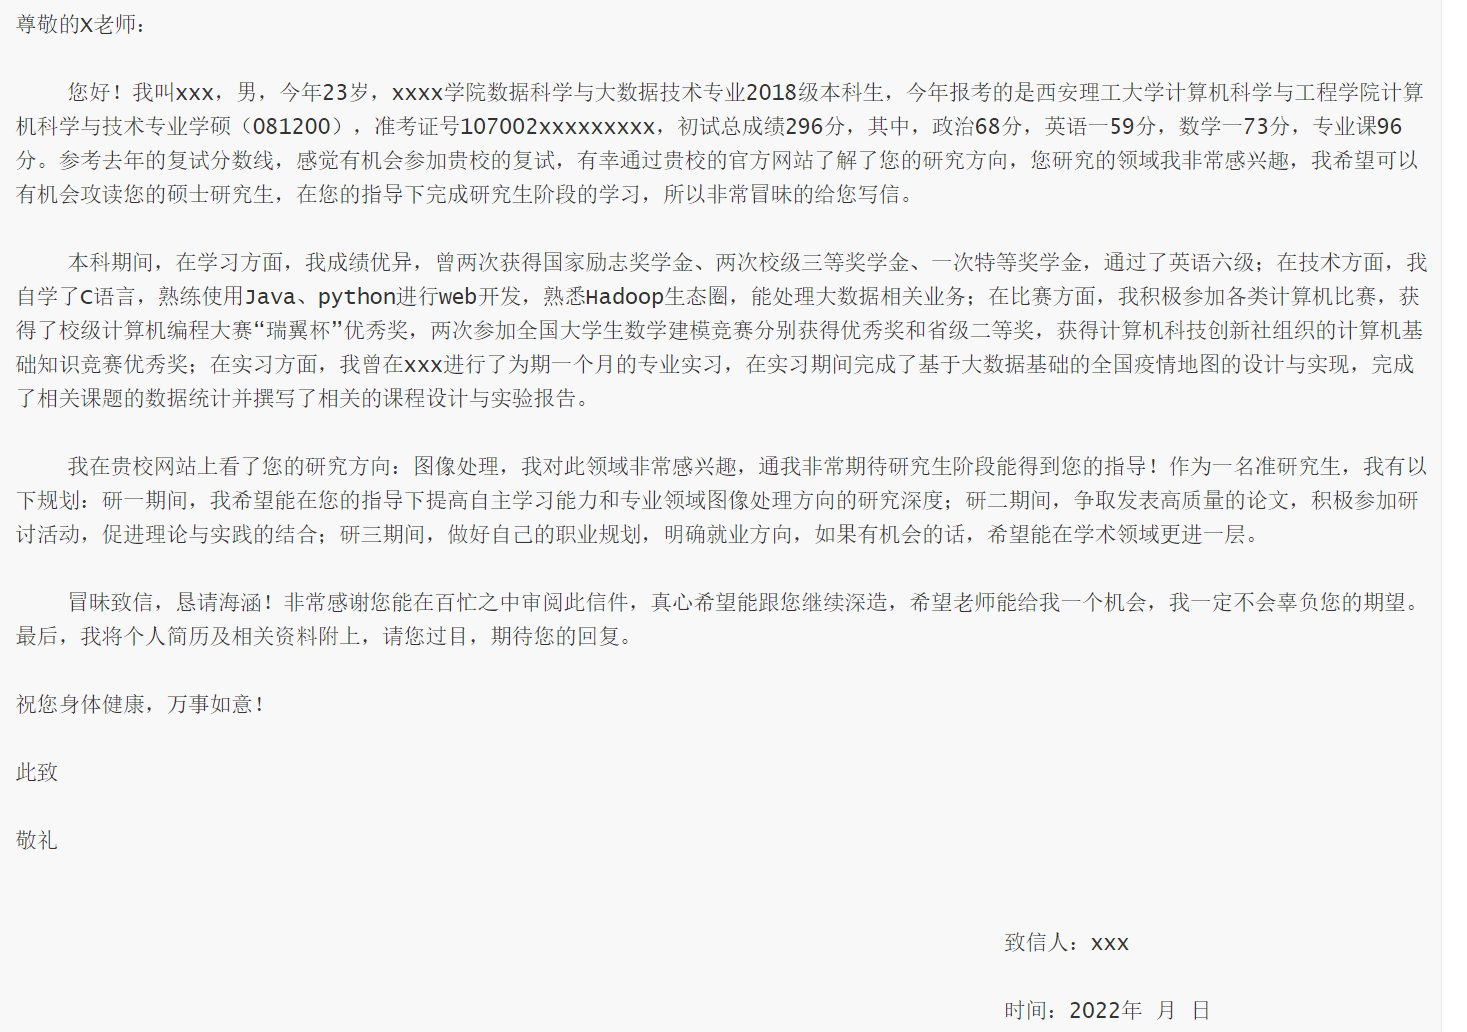 尊敬的X老师：
您好！我叫xxx，男，今年23岁，xxxx学院数据科学与大数据技术专业2018级本科生，今年报考的是西安理工大学计算机科学与工程学院计算
机科学与技术专业学硕（081200），准考证号107002xxxxxxxxx，初试总成绩296分，其中，政治68分，英语一59分，数学一73分，专业课96
分。参考去年的复试分数线，感觉有机会参加贵校的复试，有幸通过贵校的官方网站了解了您的研究方向，您研究的领域我非常感兴趣，我希望可以
有机会攻读您的硕士研究生，在您的指导下完成研究生阶段的学习，所以非常冒昧的给您写信。
本科期间，在学习方面，我成绩优异，曾两次获得国家励志奖学金、两次校级三等奖学金、一次特等奖学金，通过了英语六级；在技术方面，我
自学了C语言，熟练使用Java、python进行web开发，熟悉Hadoop生态圈，能处理大数据相关业务；在比赛方面，我积极参加各类计算机比赛，获
得了校级计算机编程大赛“瑞翼杯”优秀奖，两次参加全国大学生数学建模竞赛分别获得优秀奖和省级二等奖，获得计算机科技创新社组织的计算机基
础知识竞赛优秀奖；在实习方面，我曾在xxx进行了为期一个月的专业实习，在实习期间完成了基于大数据基础的全国疫情地图的设计与实现，完成
了相关课题的数据统计并撰写了相关的课程设计与实验报告。
我在贵校网站上看了您的研究方向：图像处理，我对此领域非常感兴趣，通我非常期待研究生阶段能得到您的指导！作为一名准研究生，我有以
下规划：研一期间，我希望能在您的指导下提高自主学习能力和专业领域图像处理方向的研究深度；研二期间，争取发表高质量的论文，积极参加研
讨活动，促进理论与实践的结合；研三期间，做好自己的职业规划，明确就业方向，如果有机会的话，希望能在学术领域更进一层。
冒昧致信，恳请海涵！非常感谢您能在百忙之中审阅此信件，真心希望能跟您继续深造，希望老师能给我一个机会，我一定不会辜负您的期望。
最后，我将个人简历及相关资料附上，请您过目，期待您的回复。
祝您身体健康，万事如意！
此致
敬礼
致信人：xxx
时间：2022年 月 日